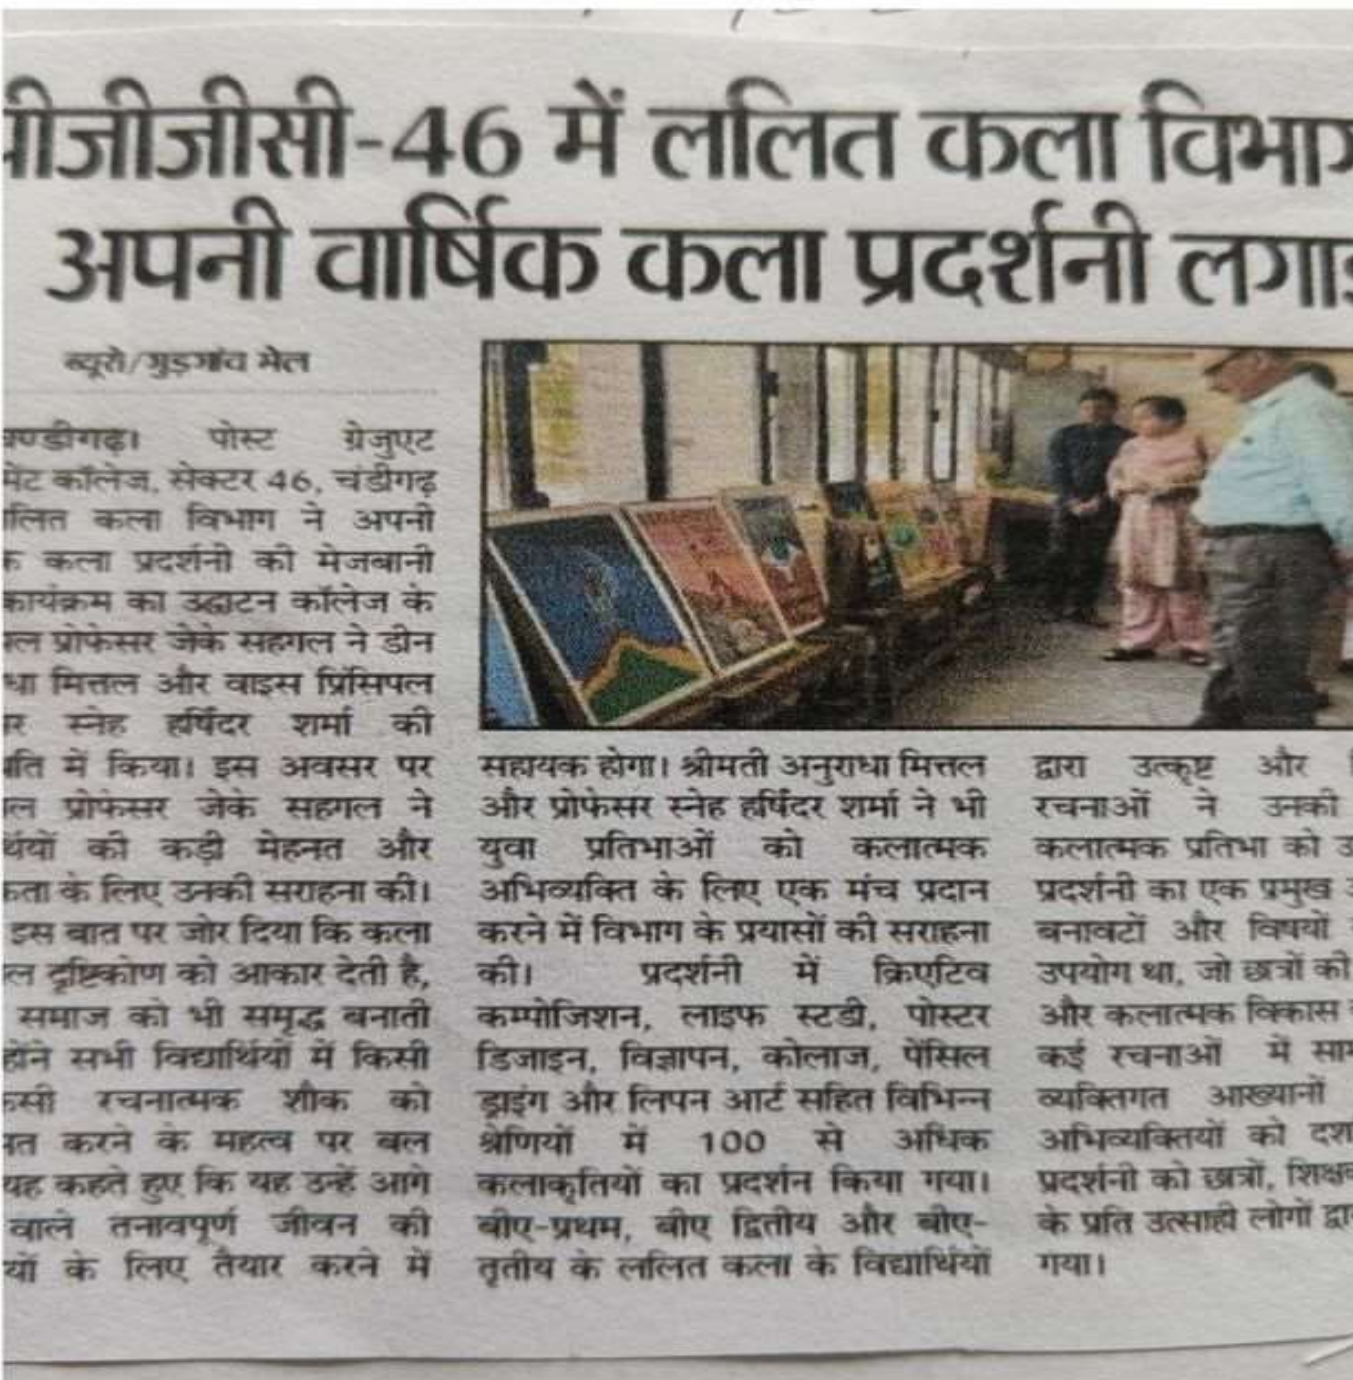 पीजीजीसी-46 में ललित कला विभाग
अपनी वार्षिक कला प्रदर्शनी लगाई
ब्यूरो/गुड़गांव मेल
चण्डीगढ़। पोस्ट ग्रेजुएट
मेंट कॉलेज, सेक्टर 46, चंडीगढ़
ललित कला विभाग ने अपनी
क कला प्रदर्शनी की मेजबानी
कार्यक्रम का उद्घाटन कॉलेज के
ल प्रोफेसर जेके सहगल ने डीन
धा मित्तल और वाइस प्रिंसिपल
र स्नेह हर्षिंदर शर्मा की
ति में किया। इस अवसर पर
ल प्रोफेसर जेके सहगल ने
र्थियों की कड़ी मेहनत और
कता के लिए उनकी सराहना की।
इस बात पर जोर दिया कि कला
ल दृष्टिकोण को आकार देती है,
समाज को भी समृद्ध बनाती
होंने सभी विद्यार्थियों में किसी
किसी रचनात्मक शौक को
त करने के महत्व पर बल
यह कहते हुए कि यह उन्हें आगे
वाले तनावपूर्ण जीवन की
यों के लिए तैयार करने में
सहायक होगा। श्रीमती अनुराधा मित्तल
और प्रोफेसर स्नेह हर्षिंदर शर्मा ने भी
युवा प्रतिभाओं को कलात्मक
अभिव्यक्ति के लिए एक मंच प्रदान
करने में विभाग के प्रयासों की सराहना
की। प्रदर्शनी में क्रिएटिव
कम्पोजिशन, लाइफ स्टडी, पोस्टर
डिजाइन, विज्ञापन, कोलाज, पेंसिल
ड्राइंग और लिपन आर्ट सहित विभिन्न
श्रेणियों में 100 से अधिक
कलाकृतियों का प्रदर्शन किया गया।
बीए-प्रथम, बीए द्वितीय और बीए-
तृतीय के ललित कला के विद्यार्थियों
द्वारा उत्कृष्ट और
रचनाओं ने उनकी
कलात्मक प्रतिभा को
प्रदर्शनी का एक प्रमुख
बनावटों और विषयों
उपयोग था, जो छात्रों की
और कलात्मक विकास
कई रचनाओं में
व्यक्तिगत आख्यानों
अभिव्यक्तियों को
प्रदर्शनी को छात्रों,
के प्रति उत्साही लोगों
गया।